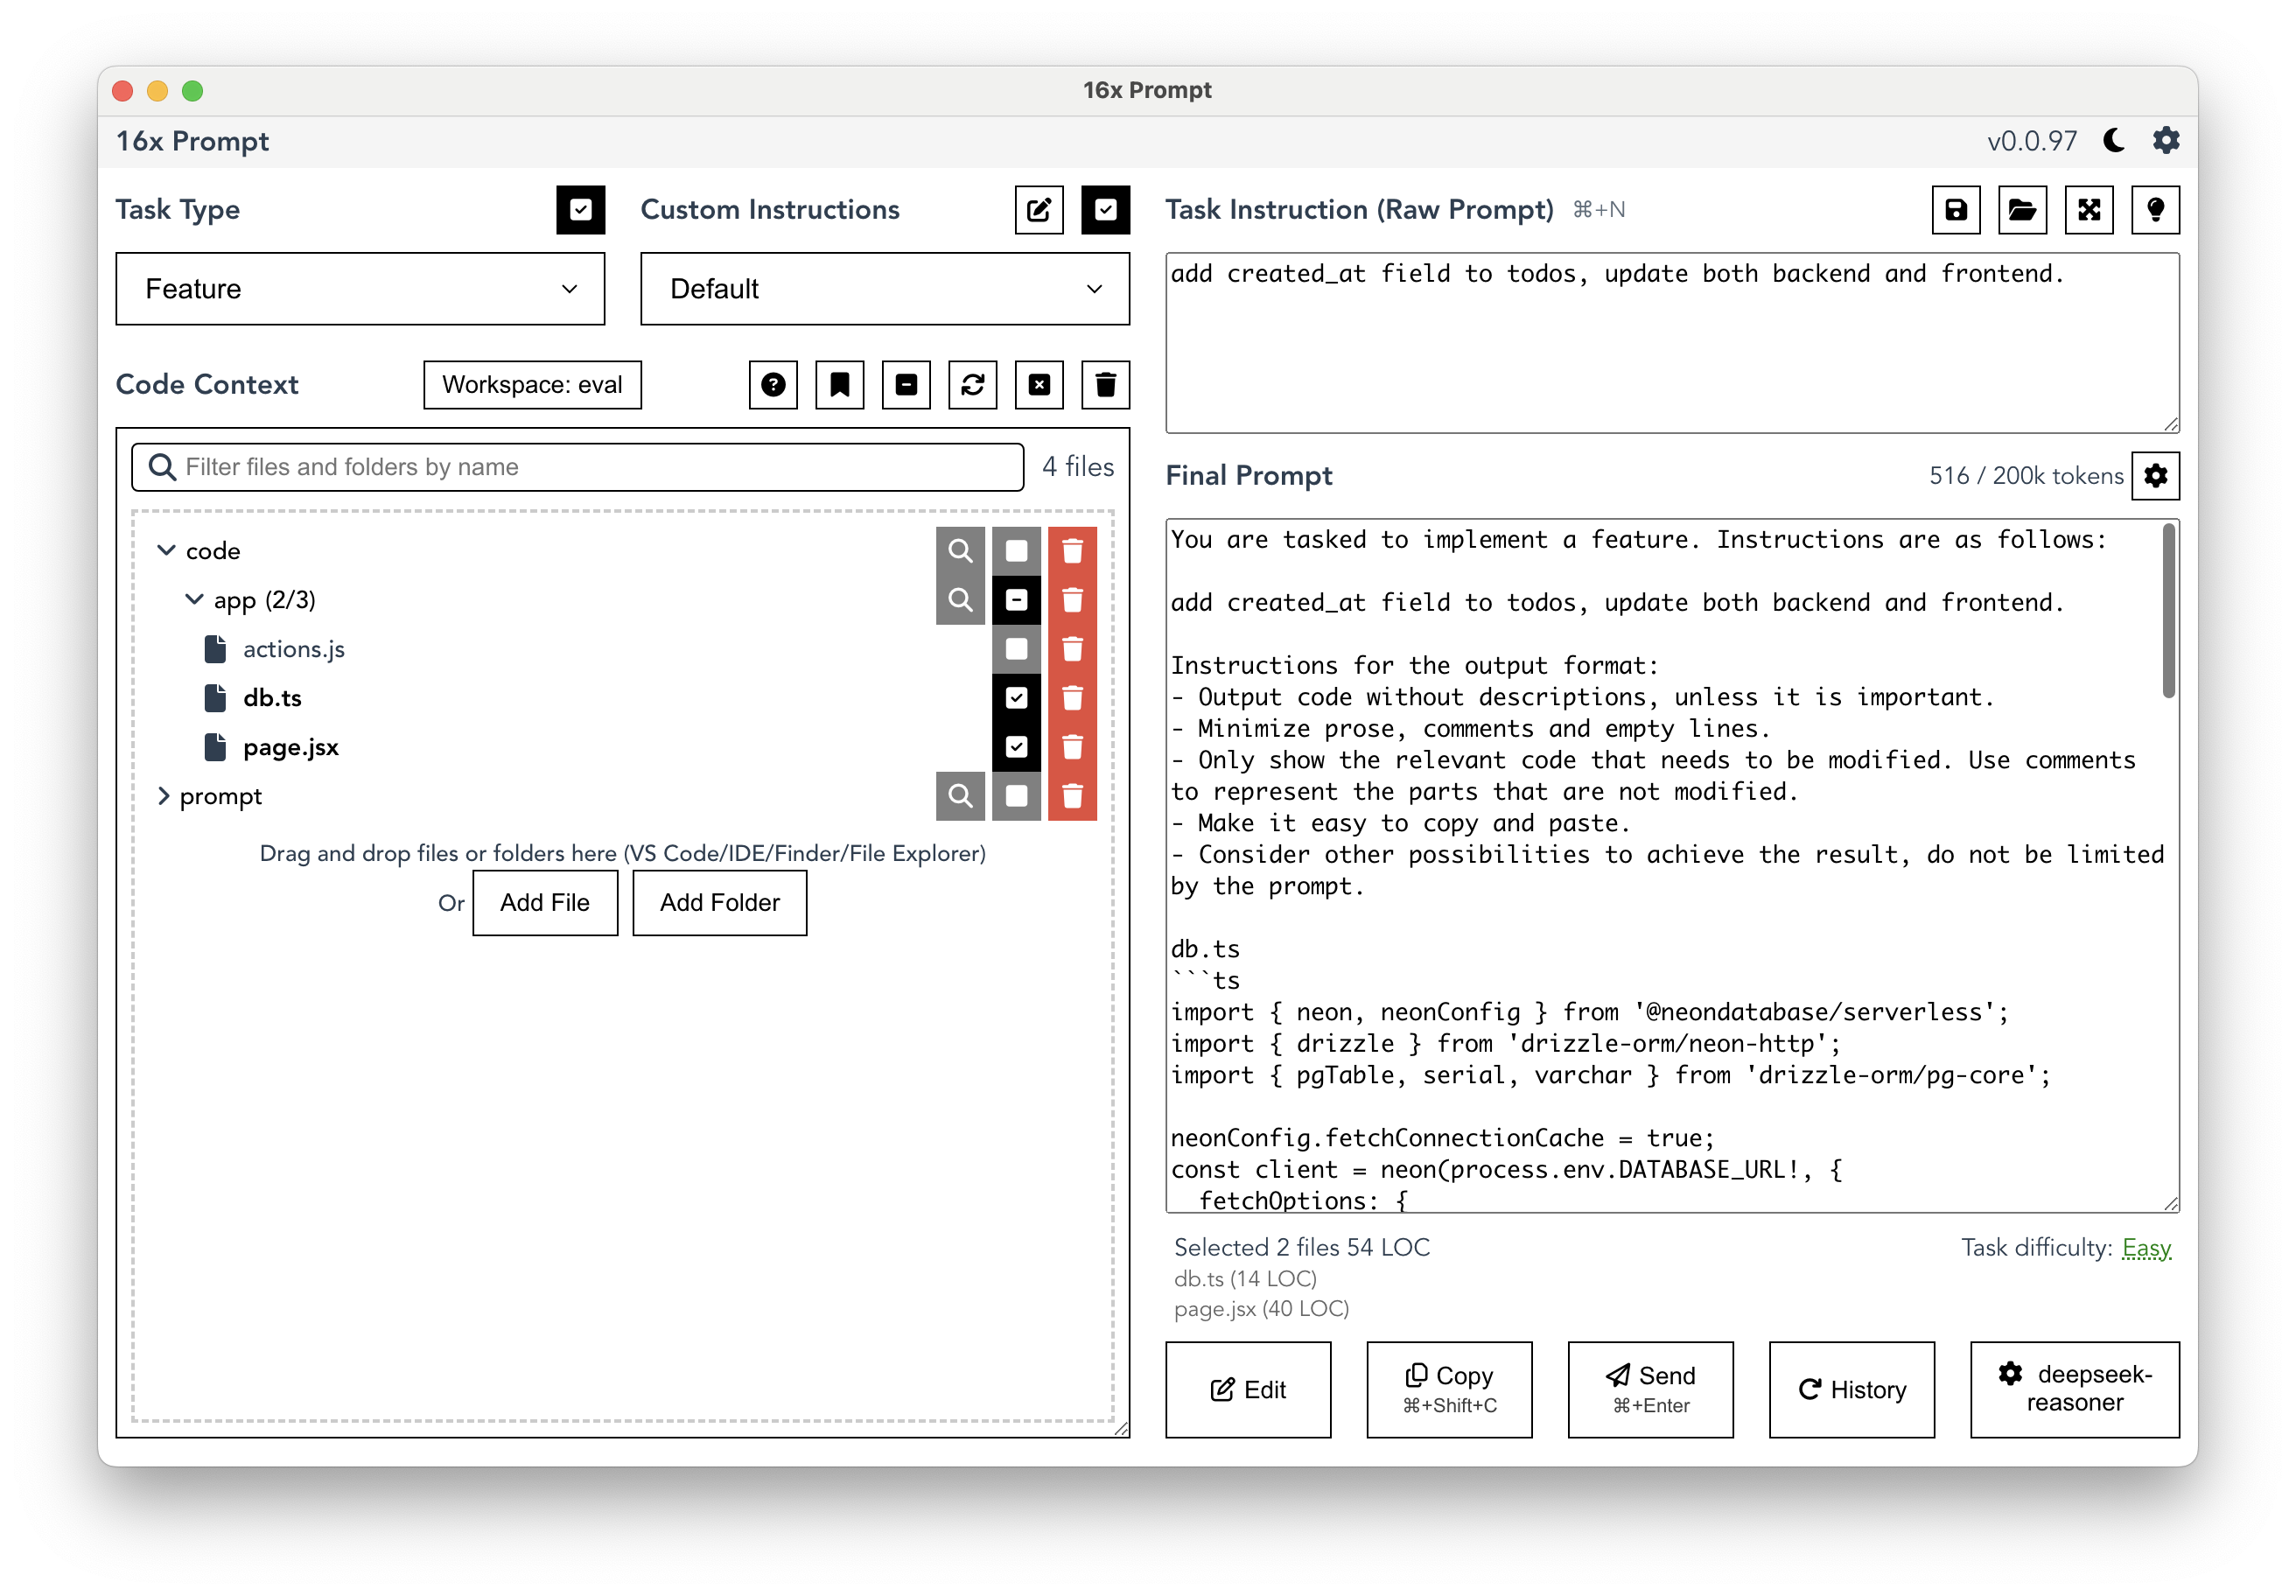 16x Prompt
16x Prompt
v0.0.97
Task Type
Custom Instructions
Feature
Default
Code Context
Workspace: eval
Filter files and folders by name
4 files
code
app (2/3)
actions.js
db.ts
page.jsx
prompt
Drag and drop files or folders here (VS Code/IDE/Finder/File Explorer)
Or
Add File
Add Folder
Task Instruction (Raw Prompt) ⌘+N
add created_at field to todos, update both backend and frontend.
Final Prompt
516 / 200k tokens
You are tasked to implement a feature. Instructions are as follows:
add created_at field to todos, update both backend and frontend.
Instructions for the output format:
- Output code without descriptions, unless it is important.
- Minimize prose, comments and empty lines.
- Only show the relevant code that needs to be modified. Use comments
to represent the parts that are not modified.
- Make it easy to copy and paste.
- Consider other possibilities to achieve the result, do not be limited
by the prompt.
db.ts
```ts
import { neon, neonConfig } from '@neondatabase/serverless';
import { drizzle } from 'drizzle-orm/neon-http';
import { pgTable, serial, varchar } from 'drizzle-orm/pg-core';
neonConfig.fetchConnectionCache = true;
const client = neon(process.env.DATABASE_URL!, {
  fetchOptions: {
Selected 2 files 54 LOC
Task difficulty: Easy
db.ts (14 LOC)
page.jsx (40 LOC)
Edit
Copy
⌘+Shift+C
Send
⌘+Enter
History
deepseek-
reasoner